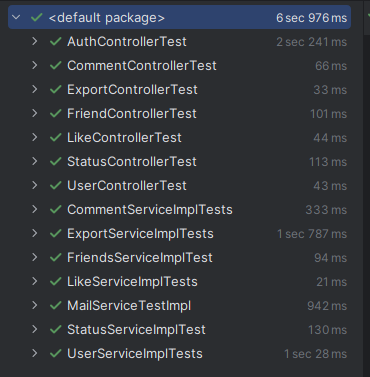 <default package> 6 sec 976 ms
AuthControllerTest 2 sec 241 ms
CommentControllerTest 66 ms
ExportControllerTest 33 ms
FriendControllerTest 101 ms
LikeControllerTest 44 ms
StatusControllerTest 113 ms
UserControllerTest 43 ms
CommentServiceImplTests 333 ms
ExportServiceImplTests 1 sec 787 ms
FriendsServiceImplTest 94 ms
LikeServiceImplTests 21 ms
MailServiceTestImpl 942 ms
StatusServiceImplTest 130 ms
UserServiceImplTests 1 sec 28 ms